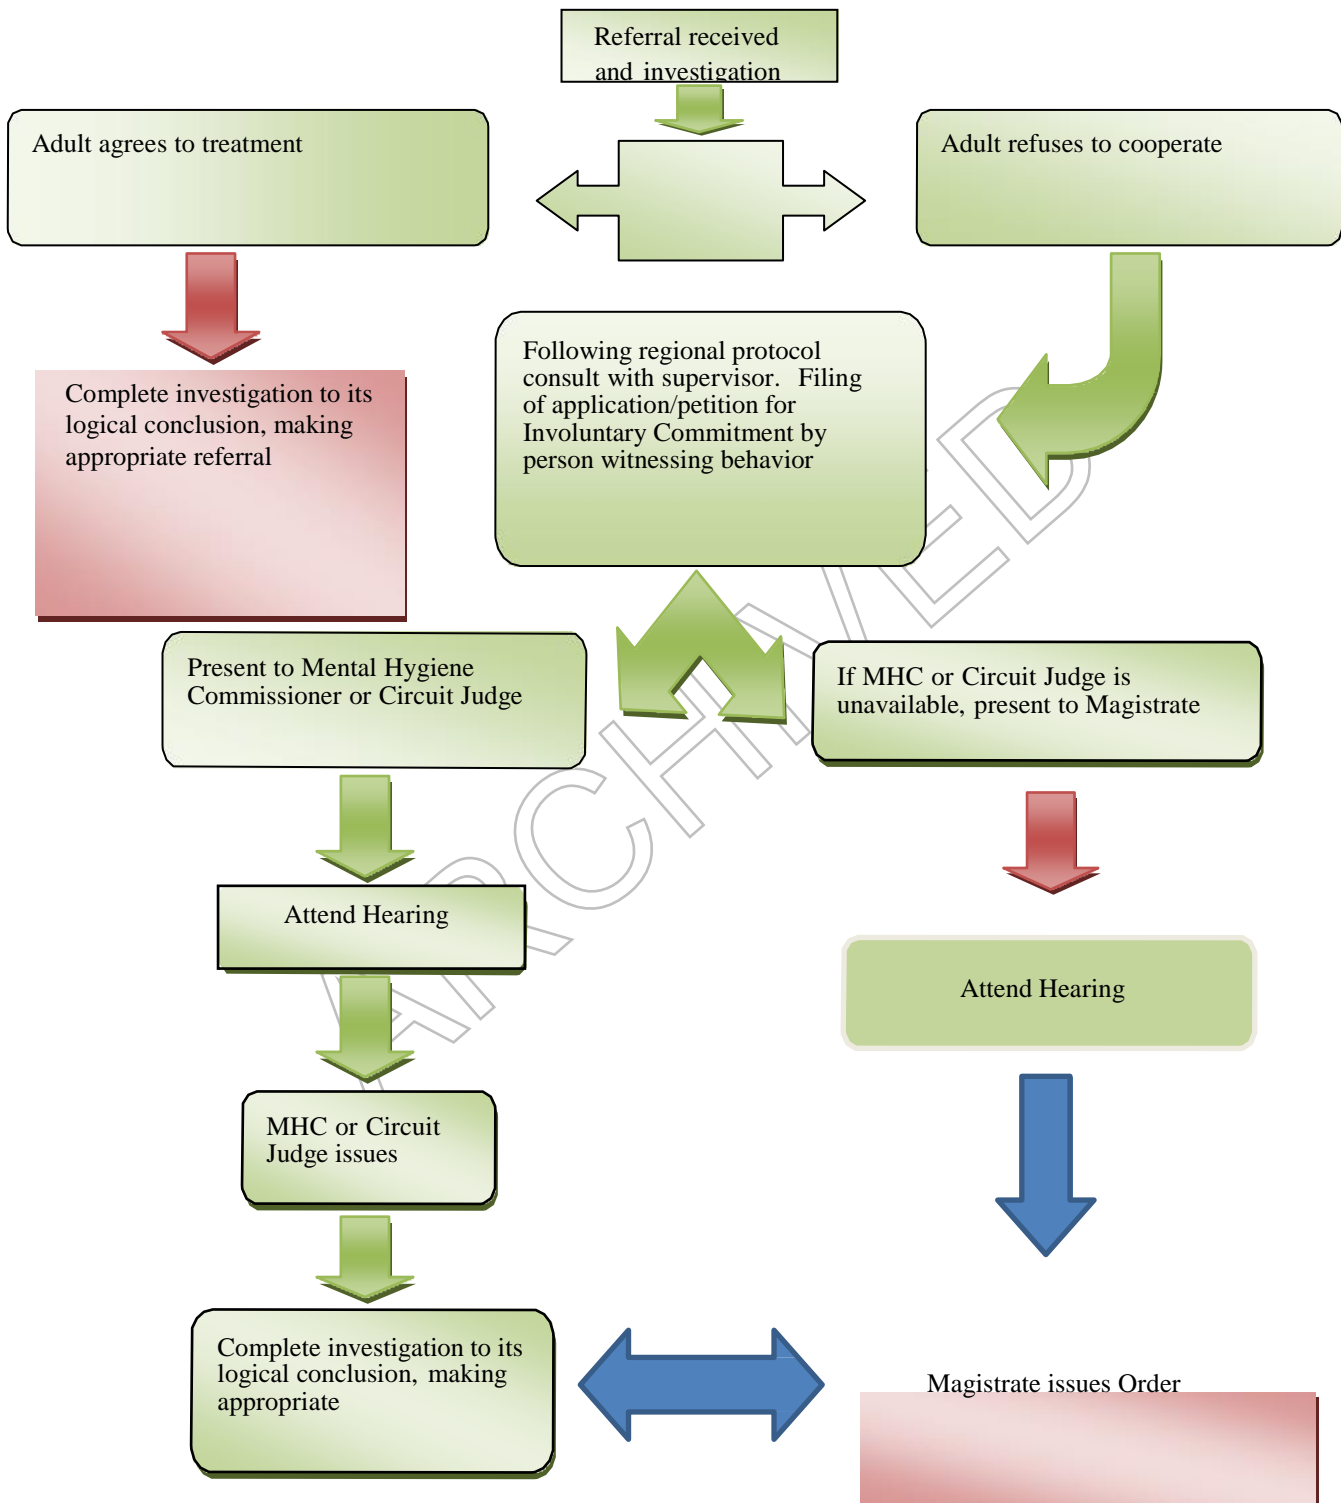 Referral received
and investigation
Adult agrees to treatment
Adult refuses to cooperate
Following regional protocol
consult with supervisor. Filing
of application/petition for
Involuntary Commitment by
person witnessing behavior
Complete investigation to its
logical conclusion, making
appropriate referral
Present to Mental Hygiene
Commissioner or Circuit Judge
If MHC or Circuit Judge is
unavailable, present to Magistrate
Attend Hearing
Attend Hearing
MHC or Circuit
Judge issues
Complete investigation to its
logical conclusion, making
appropriate
Magistrate issues Order
ARCHIVED